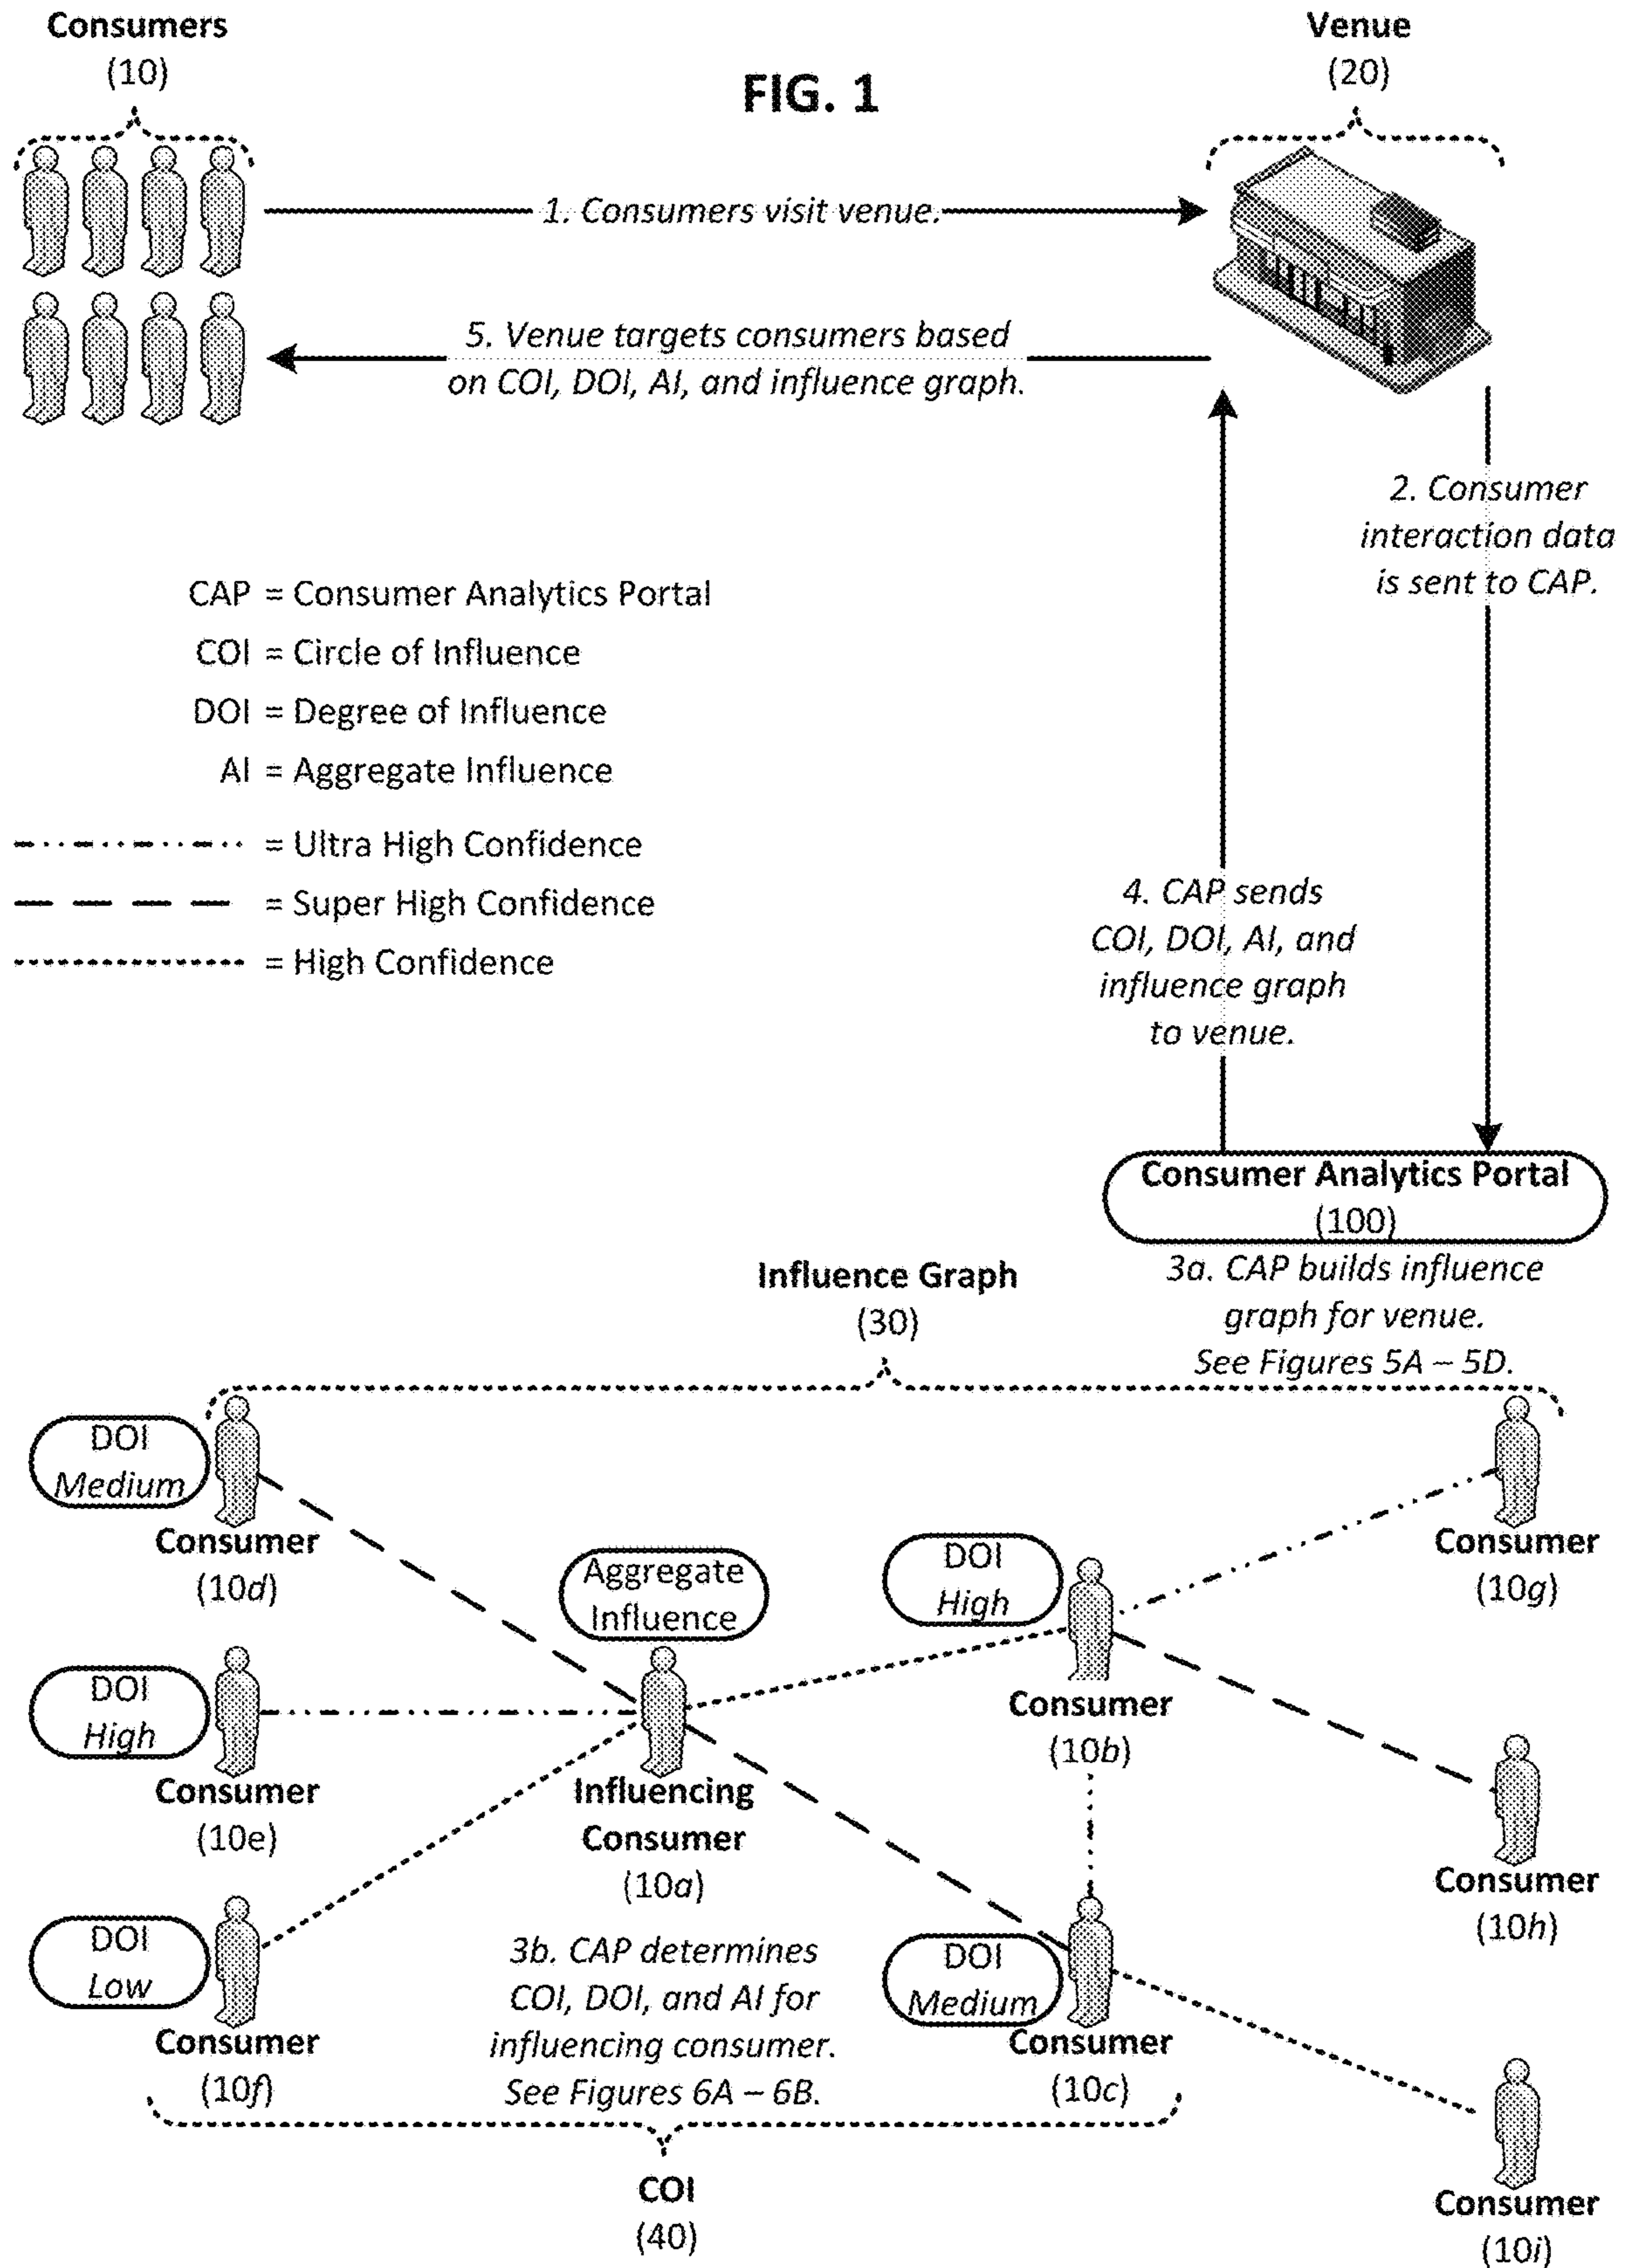 Consumers
(10)
FIG. 1
Venue
(20)
1. Consumers visit venue.
5. Venue targets consumers based
on COI, DOI, AI, and influence graph.
2. Consumer
interaction data
is sent to CAP.
CAP = Consumer Analytics Portal
COI = Circle of Influence
DOI = Degree of Influence
AI = Aggregate Influence
= Ultra High Confidence
= Super High Confidence
= High Confidence
4. CAP sends
COI, DOI, AI, and
influence graph
to venue.
Consumer Analytics Portal
(100)
3a. CAP builds influence
graph for venue.
See Figures 5A – 5D.
Influence Graph
(30)
DOI
Medium
Consumer
(10d)
Aggregate
Influence
DOI
High
Consumer
(10g)
DOI
High
Consumer
(10e)
Influencing
Consumer
(10a)
Consumer
(10b)
Consumer
(10h)
DOI
Low
Consumer
(10f)
3b. CAP determines
COI, DOI, and AI for
influencing consumer.
See Figures 6A – 6B.
DOI
Medium
Consumer
(10c)
COI
(40)
Consumer
(10i)